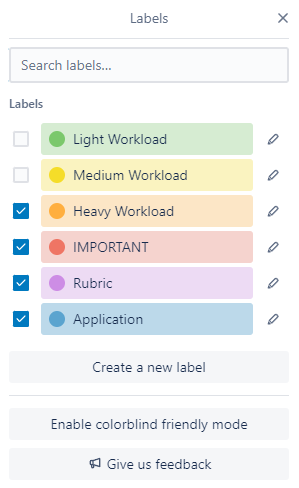 Labels
Search labels...
Labels
Light Workload
Medium Workload
Heavy Workload
IMPORTANT
Rubric
Application
Create a new label
Enable colorblind friendly mode
Give us feedback